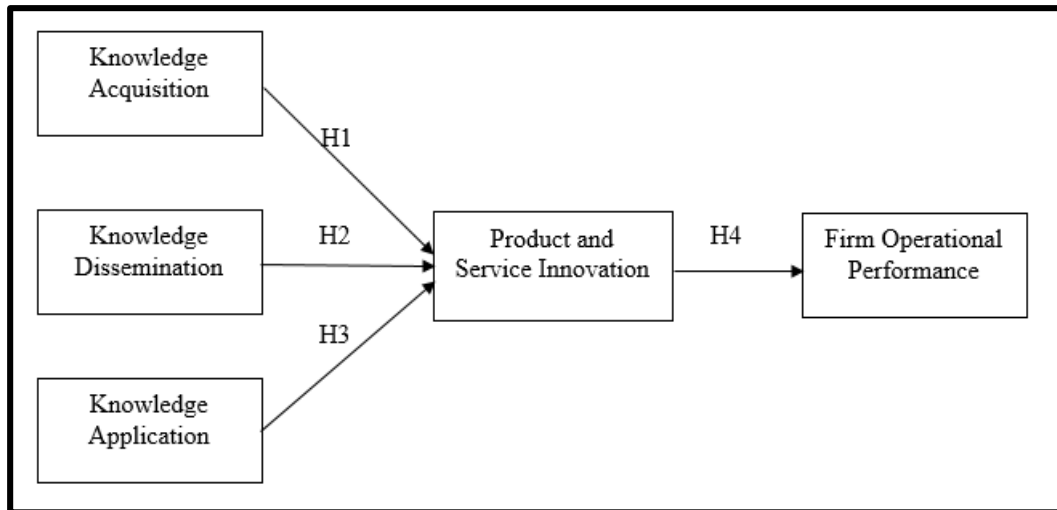 Knowledge
Acquisition
H1
Knowledge
Dissemination
H2
Product and
Service Innovation
H4
Firm Operational
Performance
H3
Knowledge
Application